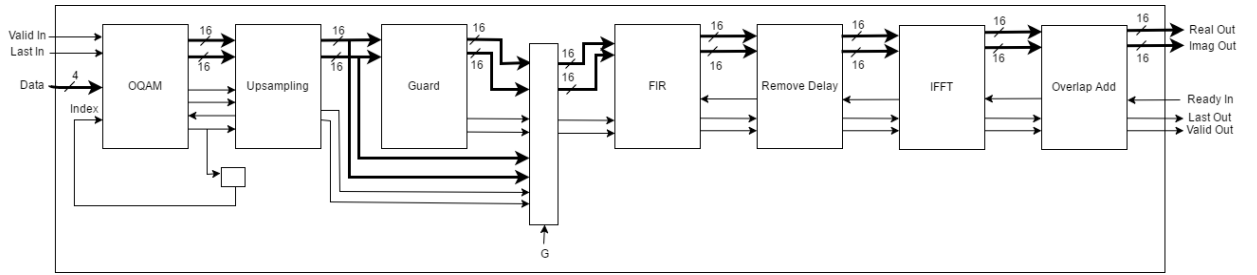 Valid In
Last In
Data
4
Index
OQAM
16
16
Upsampling
16
16
Guard
16
16
16
16
G
FIR
16
16
Remove Delay
16
16
IFFT
16
16
Overlap Add
16
16
Real Out
Imag Out
Ready In
Last Out
Valid Out